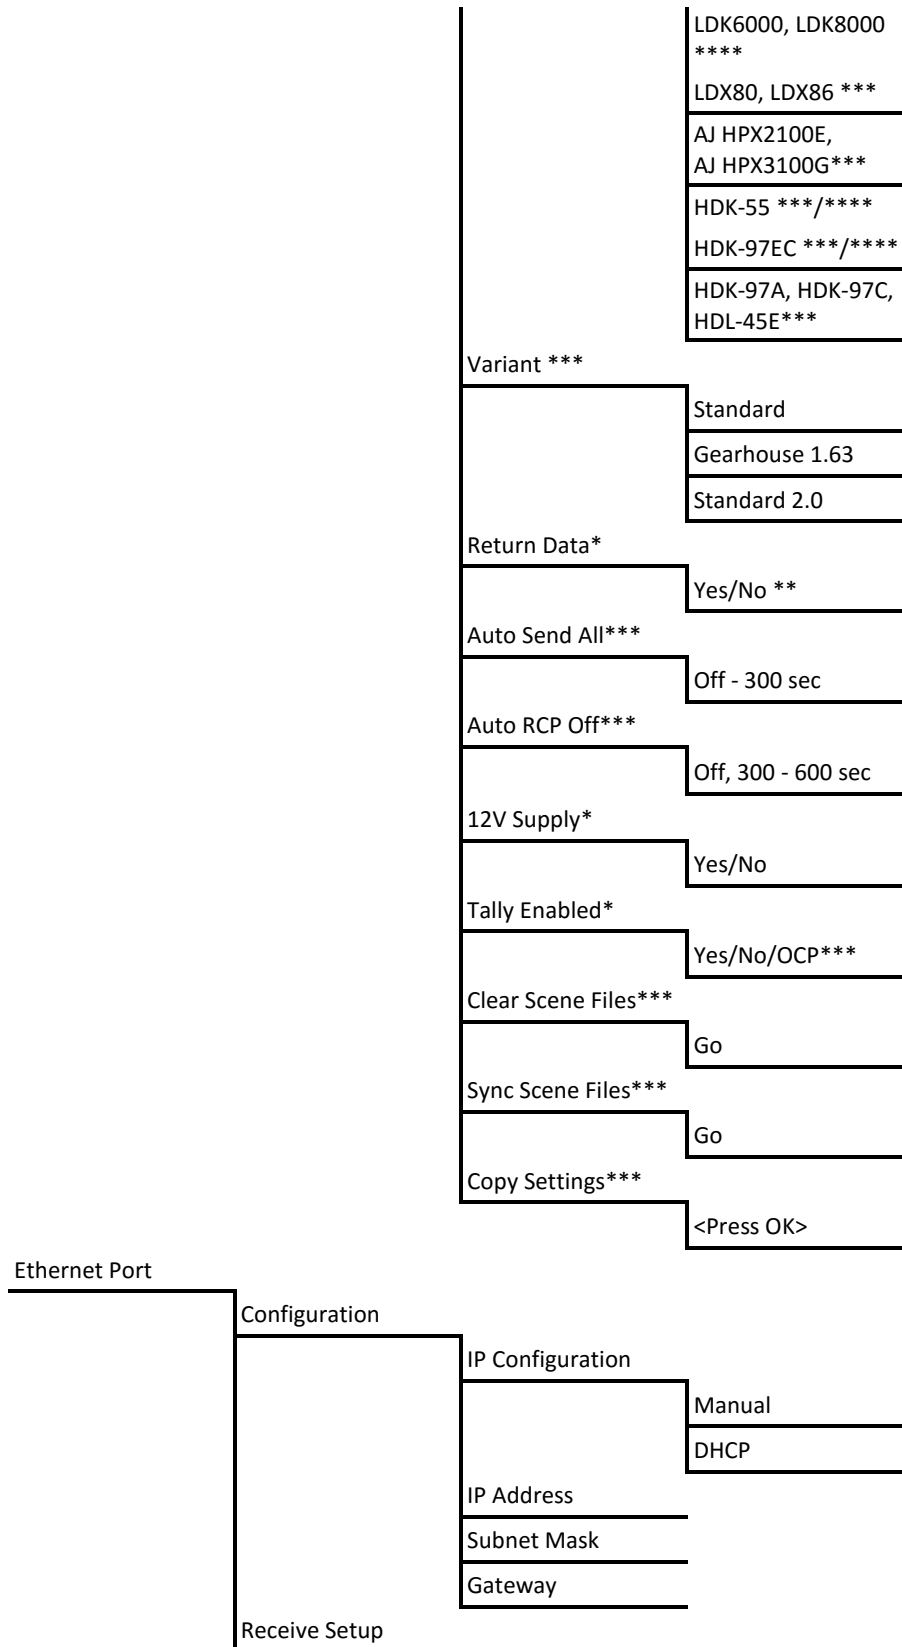 LDK6000, LDK8000
****
LDX80, LDX86 ***
AJ HPX2100E,
AJ HPX3100G***
HDK-55 ***/****
HDK-97EC ***/****
HDK-97A, HDK-97C,
HDL-45E***
Variant ***
Standard
Gearhouse 1.63
Standard 2.0
Return Data*
Yes/No **
Auto Send All***
Off - 300 sec
Auto RCP Off***
Off, 300 - 600 sec
12V Supply*
Yes/No
Tally Enabled*
Yes/No/OCP***
Clear Scene Files***
Go
Sync Scene Files***
Go
Copy Settings***
<Press OK>
Ethernet Port
Configuration
IP Configuration
Manual
DHCP
IP Address
Subnet Mask
Gateway
Receive Setup